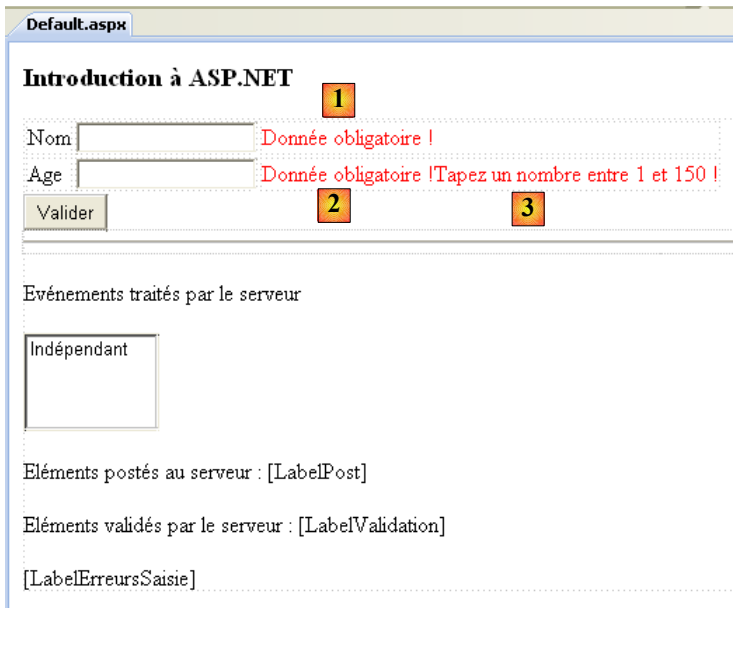 Default.aspx
Introduction à ASP.NET
1
Nom Donnée obligatoire !
Age Donnée obligatoire !Tapez un nombre entre 1 et 150 !
2 3
Valider
Evénements traités par le serveur
Indépendant
Eléments postés au serveur : [LabelPost]
Eléments validés par le serveur : [LabelValidation]
[LabelErreursSaisie]